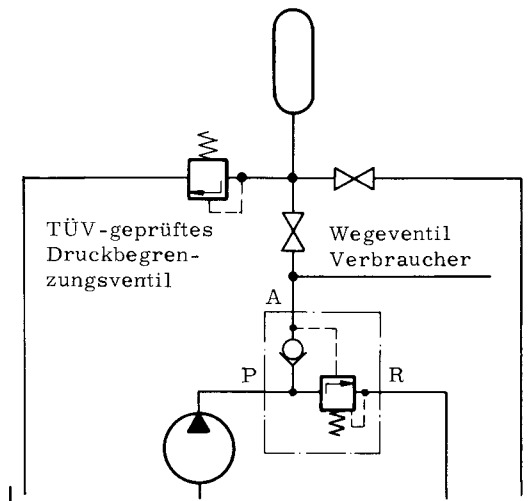 TÜV-geprüftes
Druckbegren-
zungsventil
Wegeventil
Verbraucher
A
P
R